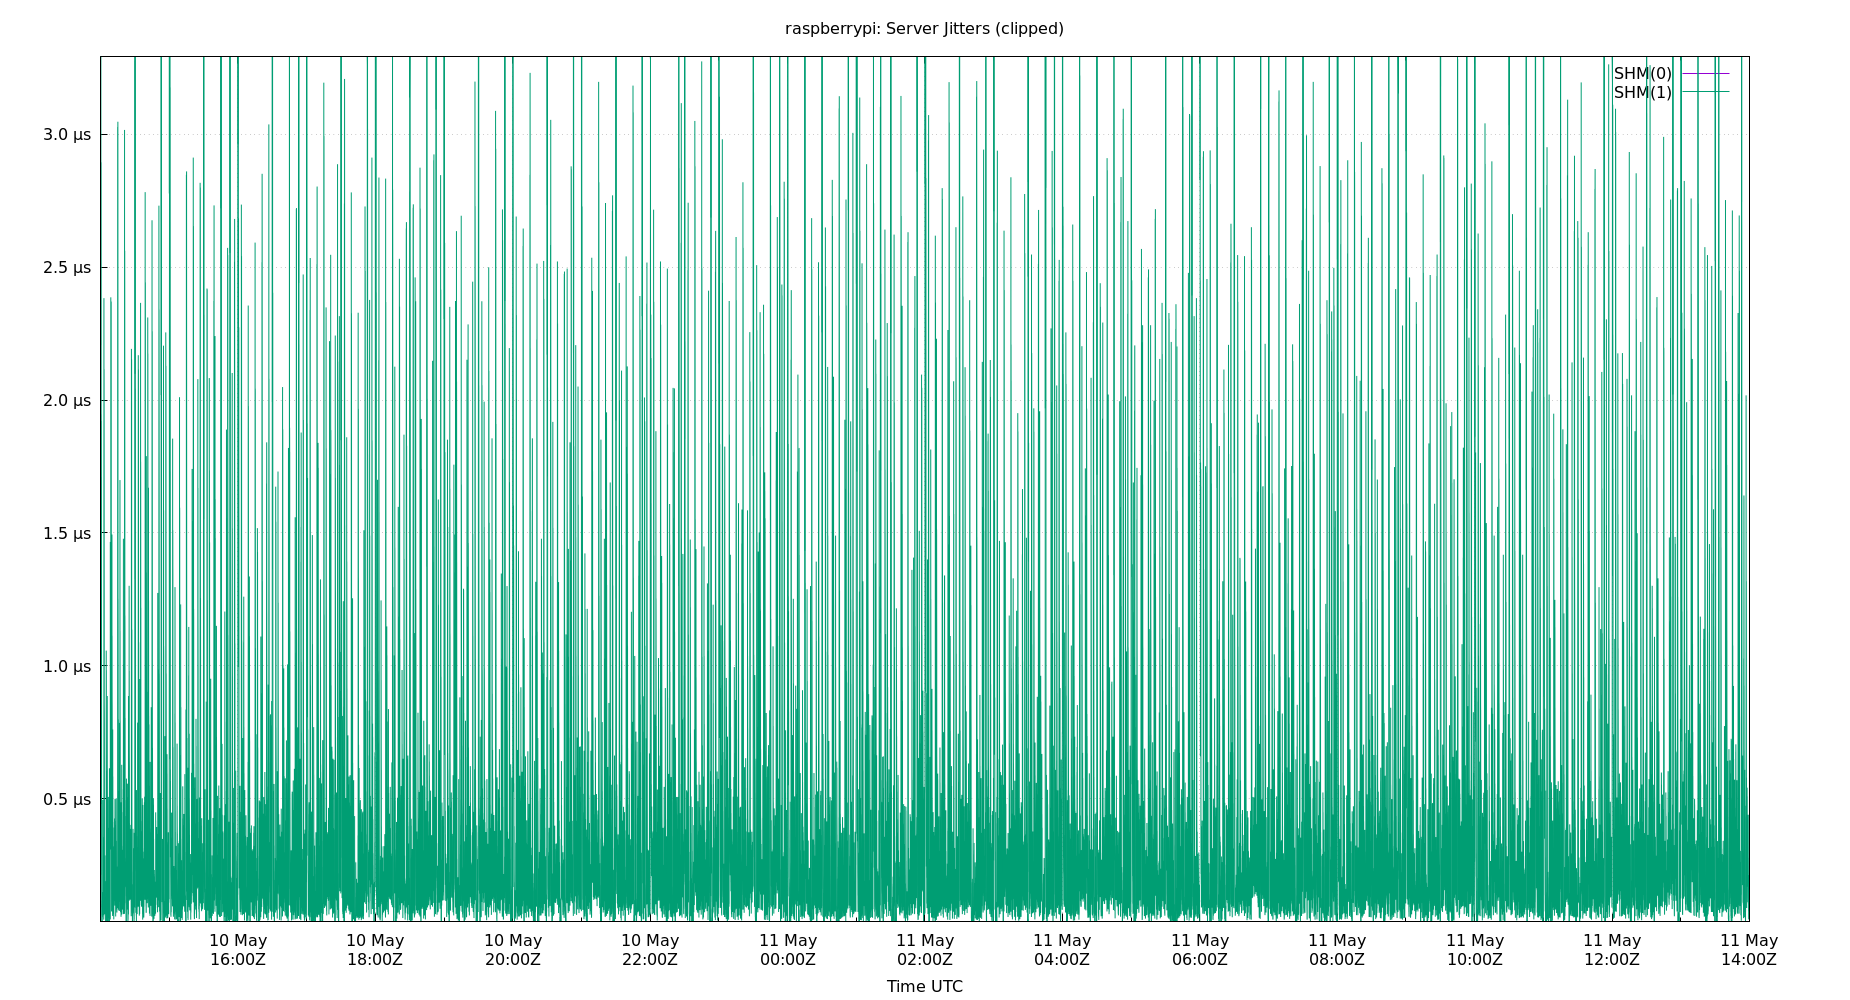 raspberrypi: Server Jitters (clipped)
SHM(0)
SHM(1)
3.0 µs
2.5 µs
2.0 µs
1.5 µs
1.0 µs
0.5 µs
10 May 10 May 10 May 10 May 11 May 11 May 11 May 11 May 11 May 11 May 11 May 11 May
16:00Z 18:00Z 20:00Z 22:00Z 00:00Z 02:00Z 04:00Z 06:00Z 08:00Z 10:00Z 12:00Z 14:00Z
Time UTC